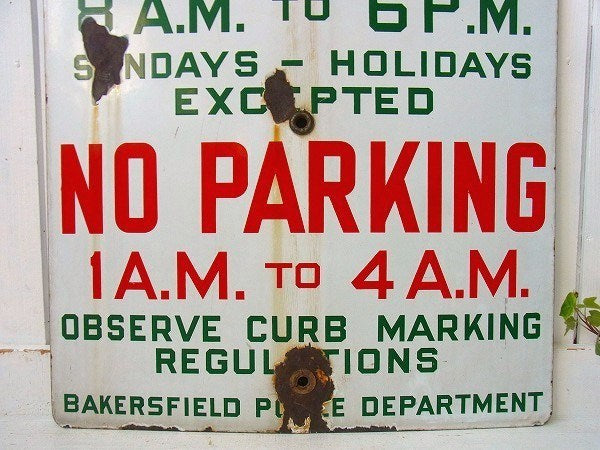 8 A.M. TO 6 P.M.
SUNDAYS - HOLIDAYS
EXCEPTED
NO PARKING
1 A.M. TO 4 A.M.
OBSERVE CURB MARKING
REGULATIONS
BAKERSFIELD POLICE DEPARTMENT